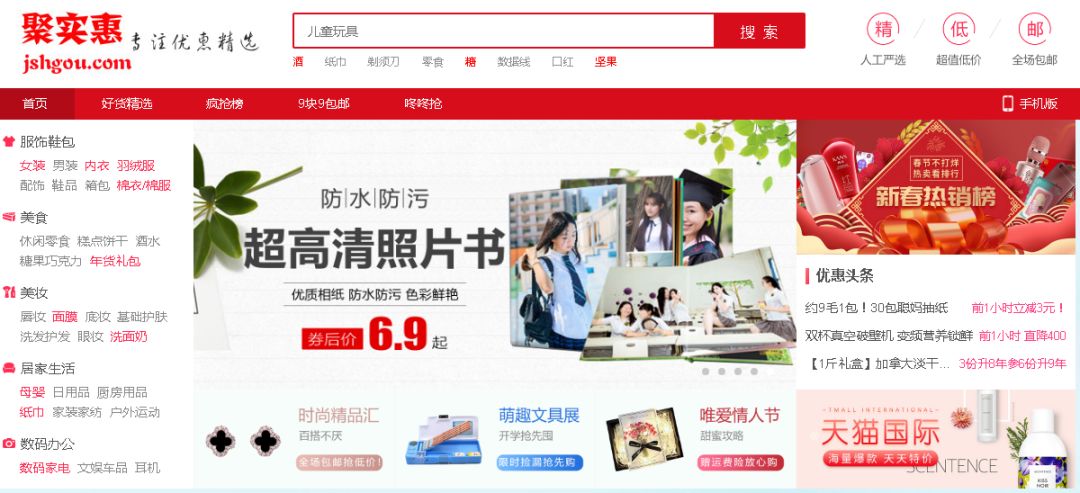 聚实惠
专注优惠精选
jshgou.com
儿童玩具
搜 索
酒 纸巾 剃须刀 零食 糖 数据线 口红 坚果
精 低 邮
人工严选 超值低价 全场包邮
首页 好货精选 疯抢榜 9块9包邮 咚咚抢 手机版
服饰鞋包
女装 男装 内衣 羽绒服
配饰 鞋品 箱包 棉衣/棉服
美食
休闲零食 糕点饼干 酒水
糖果巧克力 年货礼包
美妆
唇妆 面膜 底妆 基础护肤
洗发护发 眼妆 洗面奶
居家生活
母婴 日用品 厨房用品
纸巾 家装家纺 户外运动
数码办公
数码家电 文娱车品 耳机
防水防污
超高清照片书
优质相纸 防水防污 色彩鲜艳
券后价 6.9 起
时尚精品汇
百搭不厌
全场包邮抢低价!
萌趣文具展
开学抢先囤
限时捡漏抢先购
唯爱情人节
甜蜜攻略
赠运费险放心购
春节不打烊
热卖看排行
新春热销榜
优惠头条
约9毛1包!30包聪妈抽纸 前1小时立减3元!
双杯真空破壁机 变频营养锁鲜 前1小时 直降400
【1斤礼盒】加拿大淡干... 3份升8年参6份升9年
TMALL INTERNATIONAL
天猫国际
海量爆款 天天特价
SCENTENCE